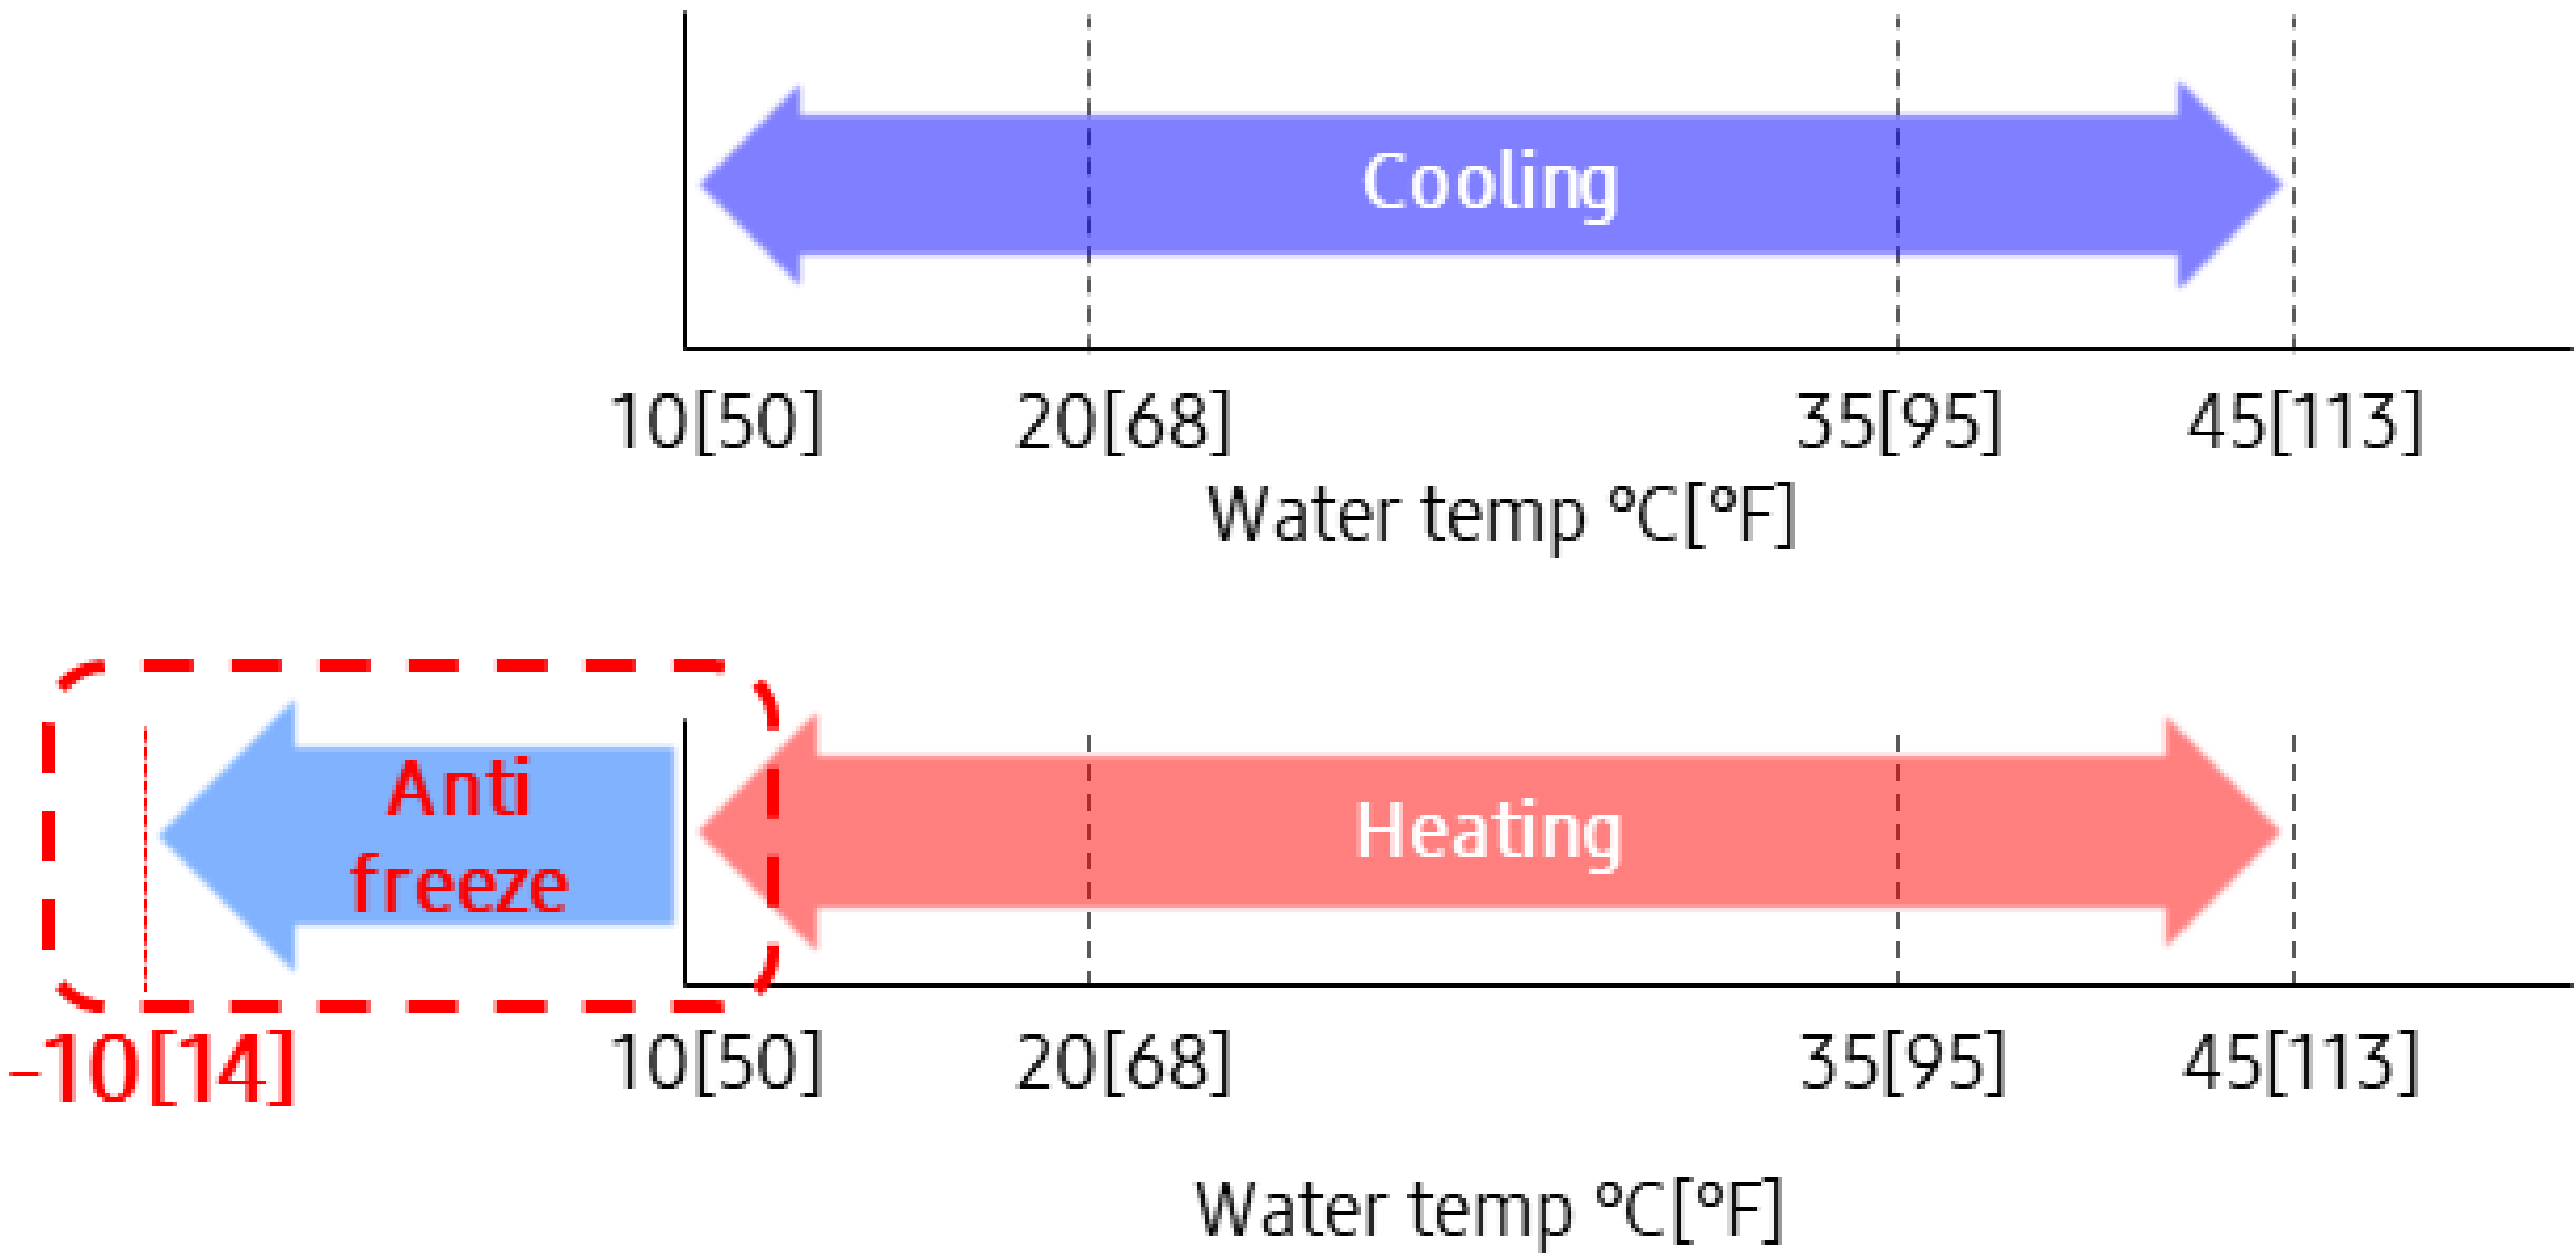 Cooling
10[50] 20[68] 35[95] 45[113]
Water temp ℃[℉]
Anti
freeze
Heating
-10[14] 10[50] 20[68] 35[95] 45[113]
Water temp ℃[℉]